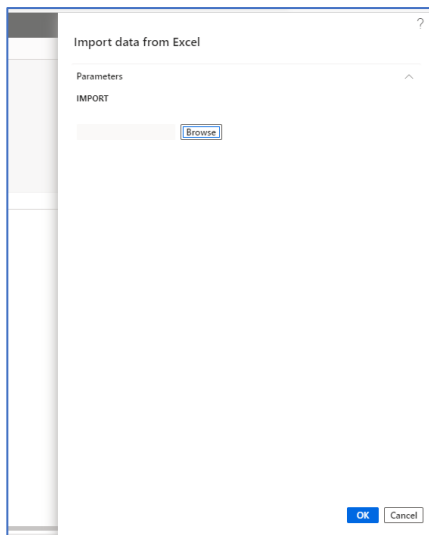 ?
Import data from Excel
Parameters
IMPORT
Browse
OK Cancel